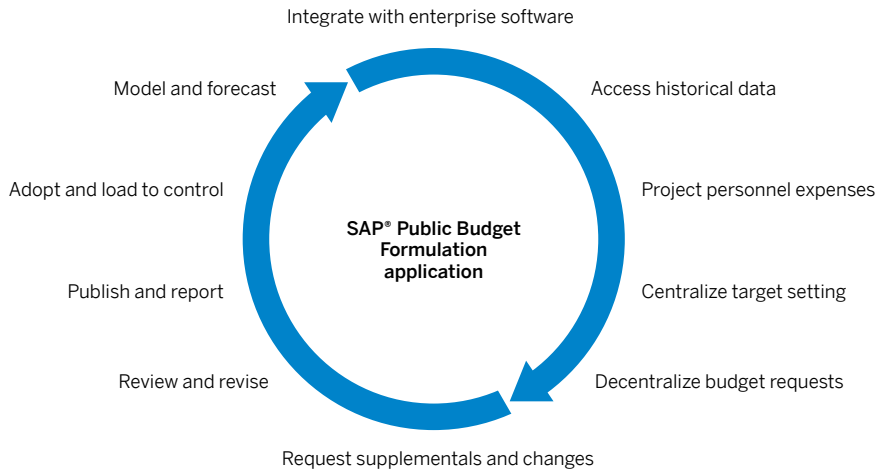 Integrate with enterprise software
Model and forecast
Access historical data
Adopt and load to control
Project personnel expenses
SAP® Public Budget
Formulation
application
Publish and report
Centralize target setting
Review and revise
Decentralize budget requests
Request supplementals and changes